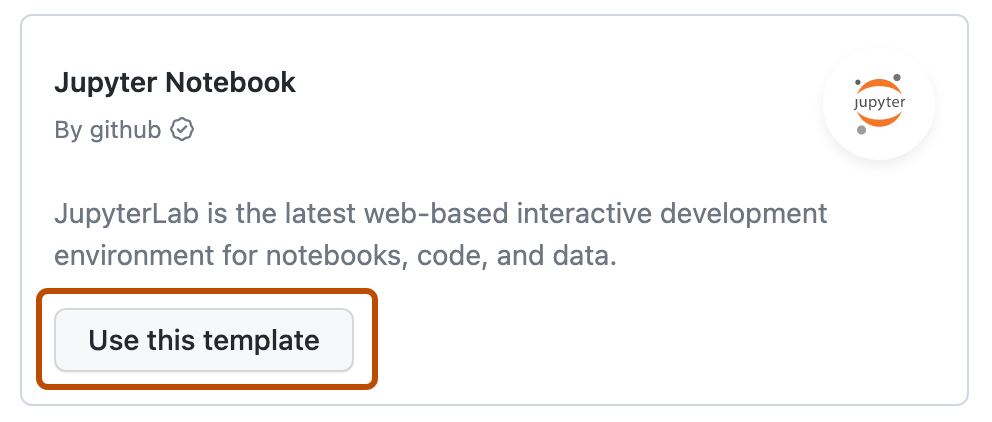 Jupyter Notebook
By github
jupyter
JupyterLab is the latest web-based interactive development
environment for notebooks, code, and data.
Use this template